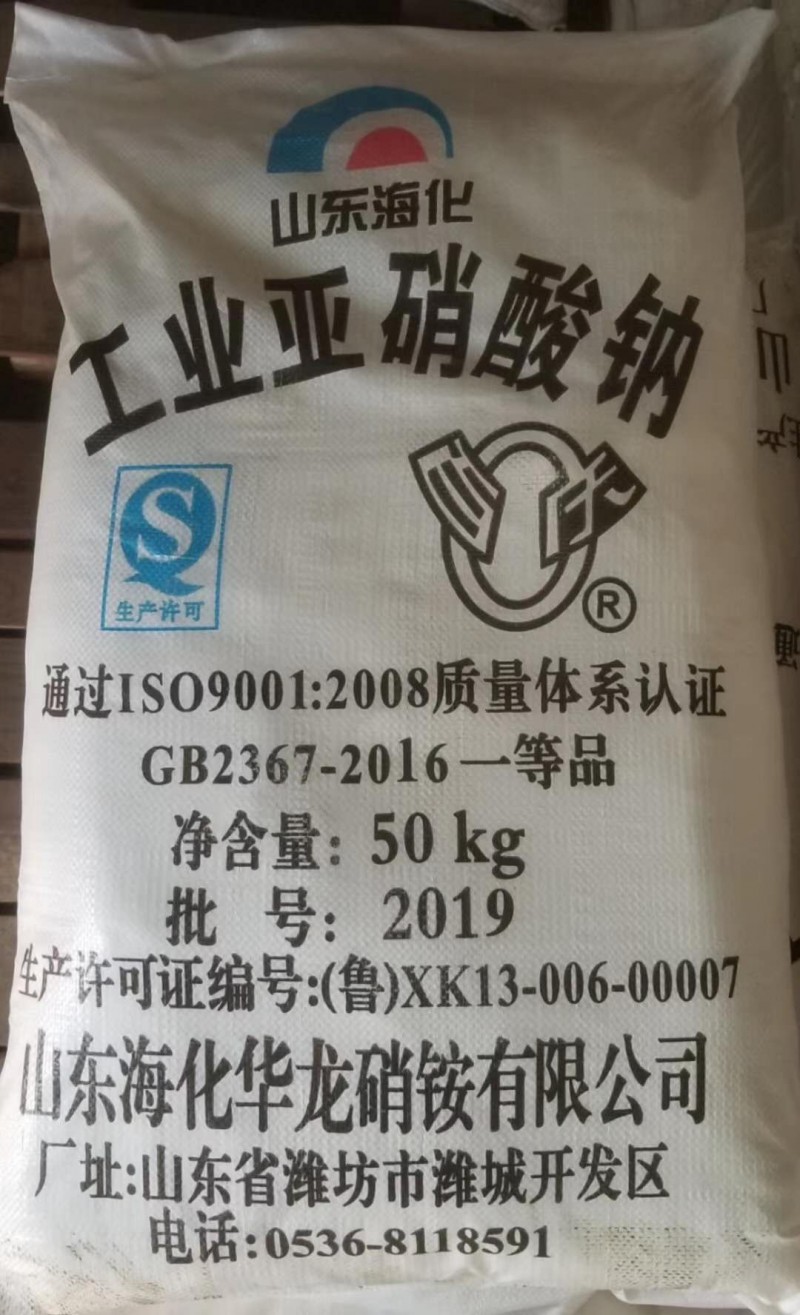 山东海化
工业亚硝酸钠
生产许可
®
通过ISO9001:2008质量体系认证
GB2367-2016一等品
净含量: 50 kg
批 号: 2019
生产许可证编号:(鲁)XK13-006-00007
山东海化华龙硝铵有限公司
厂址:山东省潍坊市潍城开发区
电话:0536-8118591